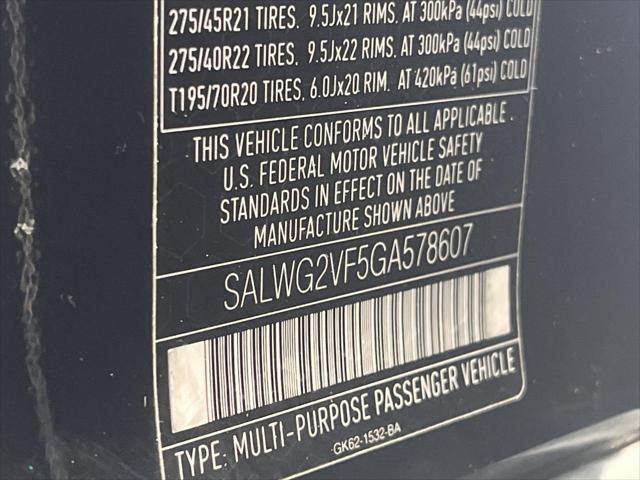 275/45R21 TIRES. 9.5Jx21 RIMS. AT 300kPa (44psi) COLD
275/40R22 TIRES. 9.5Jx22 RIMS. AT 300kPa (44psi) COLD
T195/70R20 TIRES. 6.0Jx20 RIM. AT 420kPa (61psi) COLD
THIS VEHICLE CONFORMS TO ALL APPLICABLE
U.S. FEDERAL MOTOR VEHICLE SAFETY
STANDARDS IN EFFECT ON THE DATE OF
MANUFACTURE SHOWN ABOVE
SALWG2VF5GA578607
TYPE: MULTI-PURPOSE PASSENGER VEHICLE
GK62-1532-BA